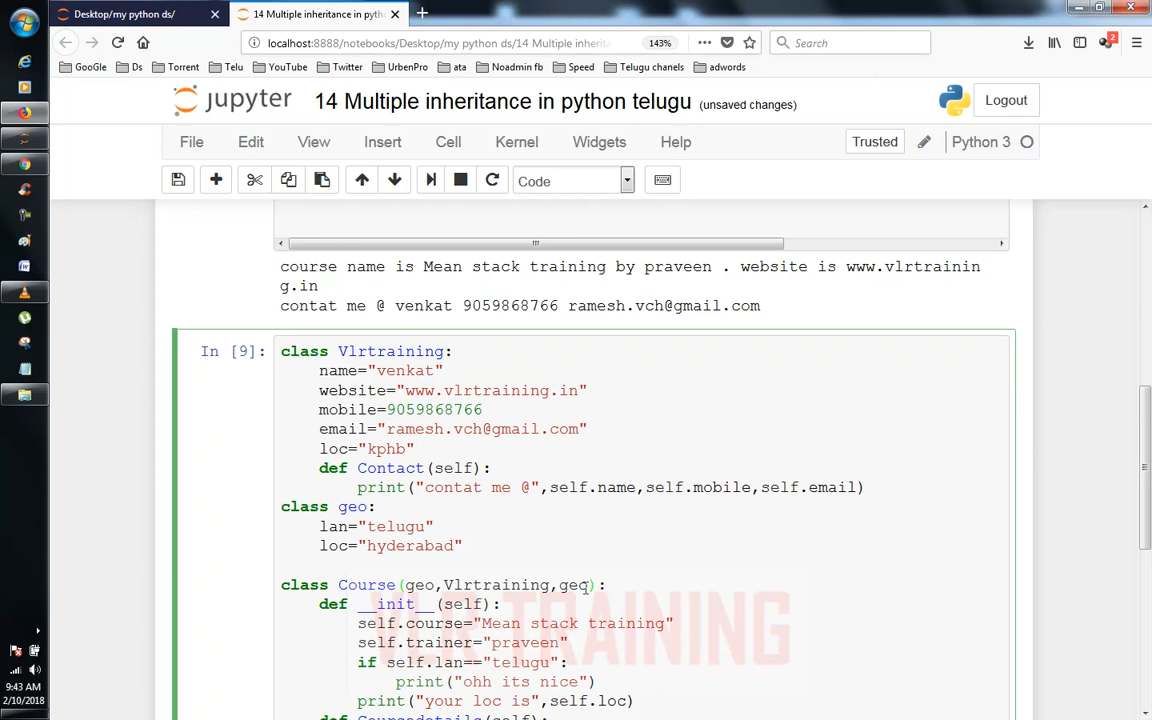 Desktop/my python ds/
14 Multiple inheritance in pyth
localhost:8888/notebooks/Desktop/my python ds/14 Multiple inherita
143%
Search
GooGle
Ds
Torrent
Telu
YouTube
Twitter
UrbenPro
ata
Noadmin fb
Speed
Telugu chanels
adwords
jupyter
14 Multiple inheritance in python telugu (unsaved changes)
Logout
File Edit View Insert Cell Kernel Widgets Help
Trusted
Python 3
Code
course name is Mean stack training by praveen . website is www.vlrtrainin
g.in
contat me @ venkat 9059868766 ramesh.vch@gmail.com
In [9]:
class Vlrtraining:
name="venkat"
website="www.vlrtraining.in"
mobile=9059868766
email="ramesh.vch@gmail.com"
loc="kphb"
def Contact(self):
print("contat me @",self.name,self.mobile,self.email)
class geo:
lan="telugu"
loc="hyderabad"
class Course(geo,Vlrtraining,geo):
def __init__(self):
self.course="Mean stack training"
self.trainer="praveen"
if self.lan=="telugu":
print("ohh its nice")
print("your loc is",self.loc)
def Coursedetails(self):
VLR TRAINING
2
9:43 AM
2/10/2018